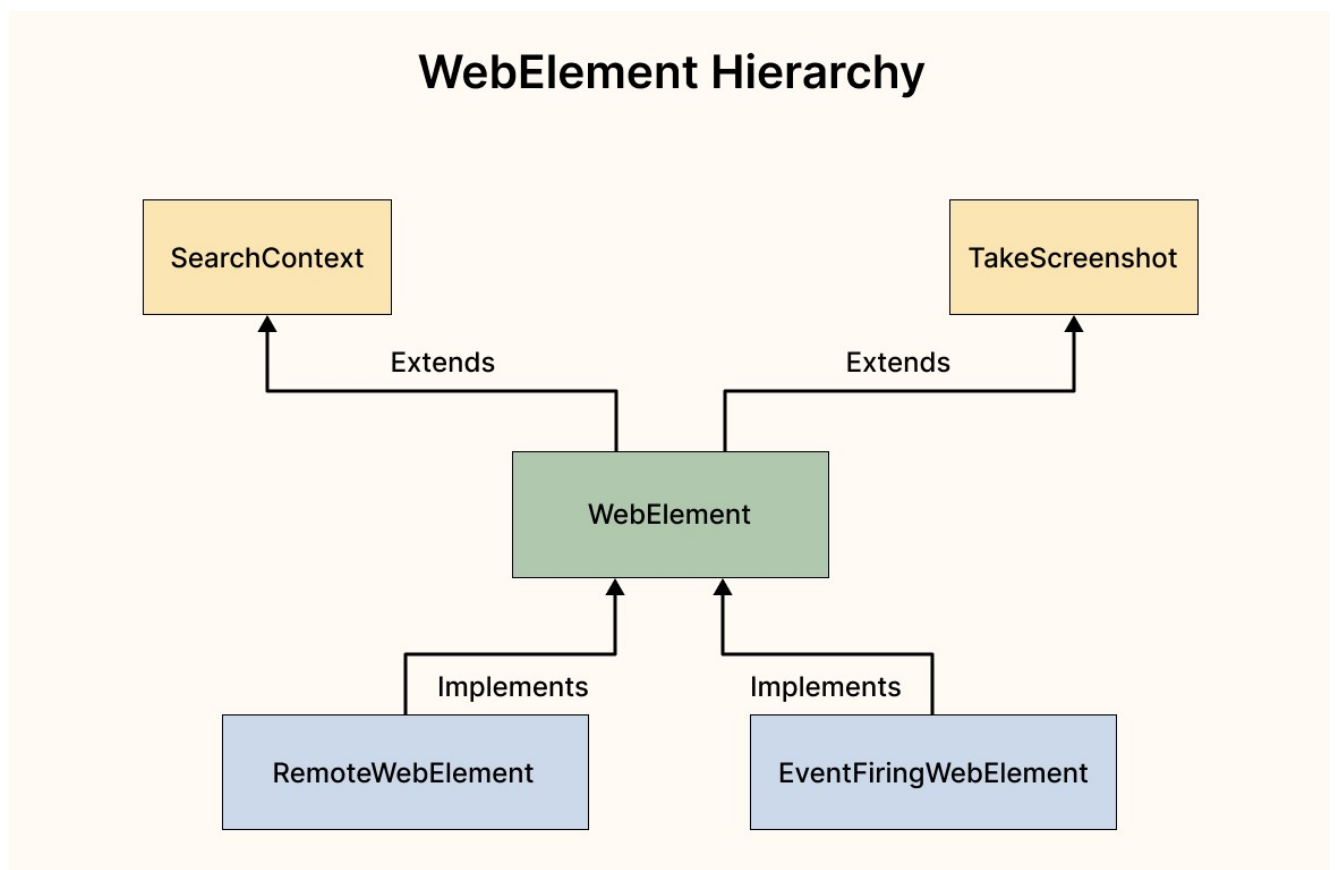 WebElement Hierarchy
SearchContext
TakeScreenshot
Extends
Extends
WebElement
Implements
Implements
RemoteWebElement
EventFiringWebElement